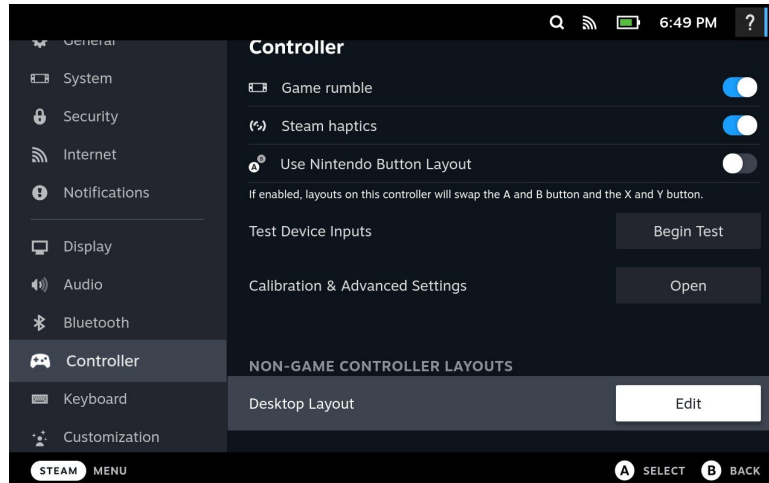 6:49 PM ?
General
System
Security
Internet
Notifications
Display
Audio
Bluetooth
Controller
Keyboard
Customization
Controller
Game rumble
Steam haptics
Use Nintendo Button Layout
If enabled, layouts on this controller will swap the A and B button and the X and Y button.
Test Device Inputs Begin Test
Calibration & Advanced Settings Open
NON-GAME CONTROLLER LAYOUTS
Desktop Layout Edit
STEAM MENU A SELECT B BACK